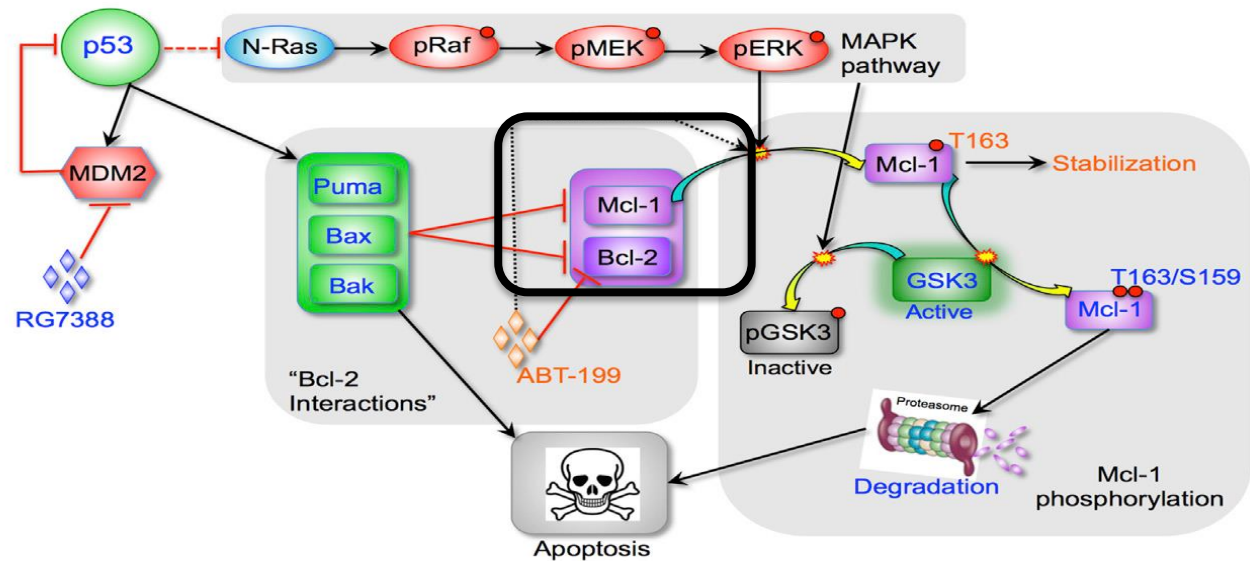 p53
N-Ras
pRaf
pMEK
pERK
MAPK
pathway
MDM2
RG7388
Puma
Bax
Bak
Mcl-1
Bcl-2
ABT-199
"Bcl-2
Interactions"
Mcl-1
T163
Stabilization
GSK3
Active
pGSK3
Inactive
T163/S159
Mcl-1
Proteasome
Degradation
Mcl-1
phosphorylation
Apoptosis